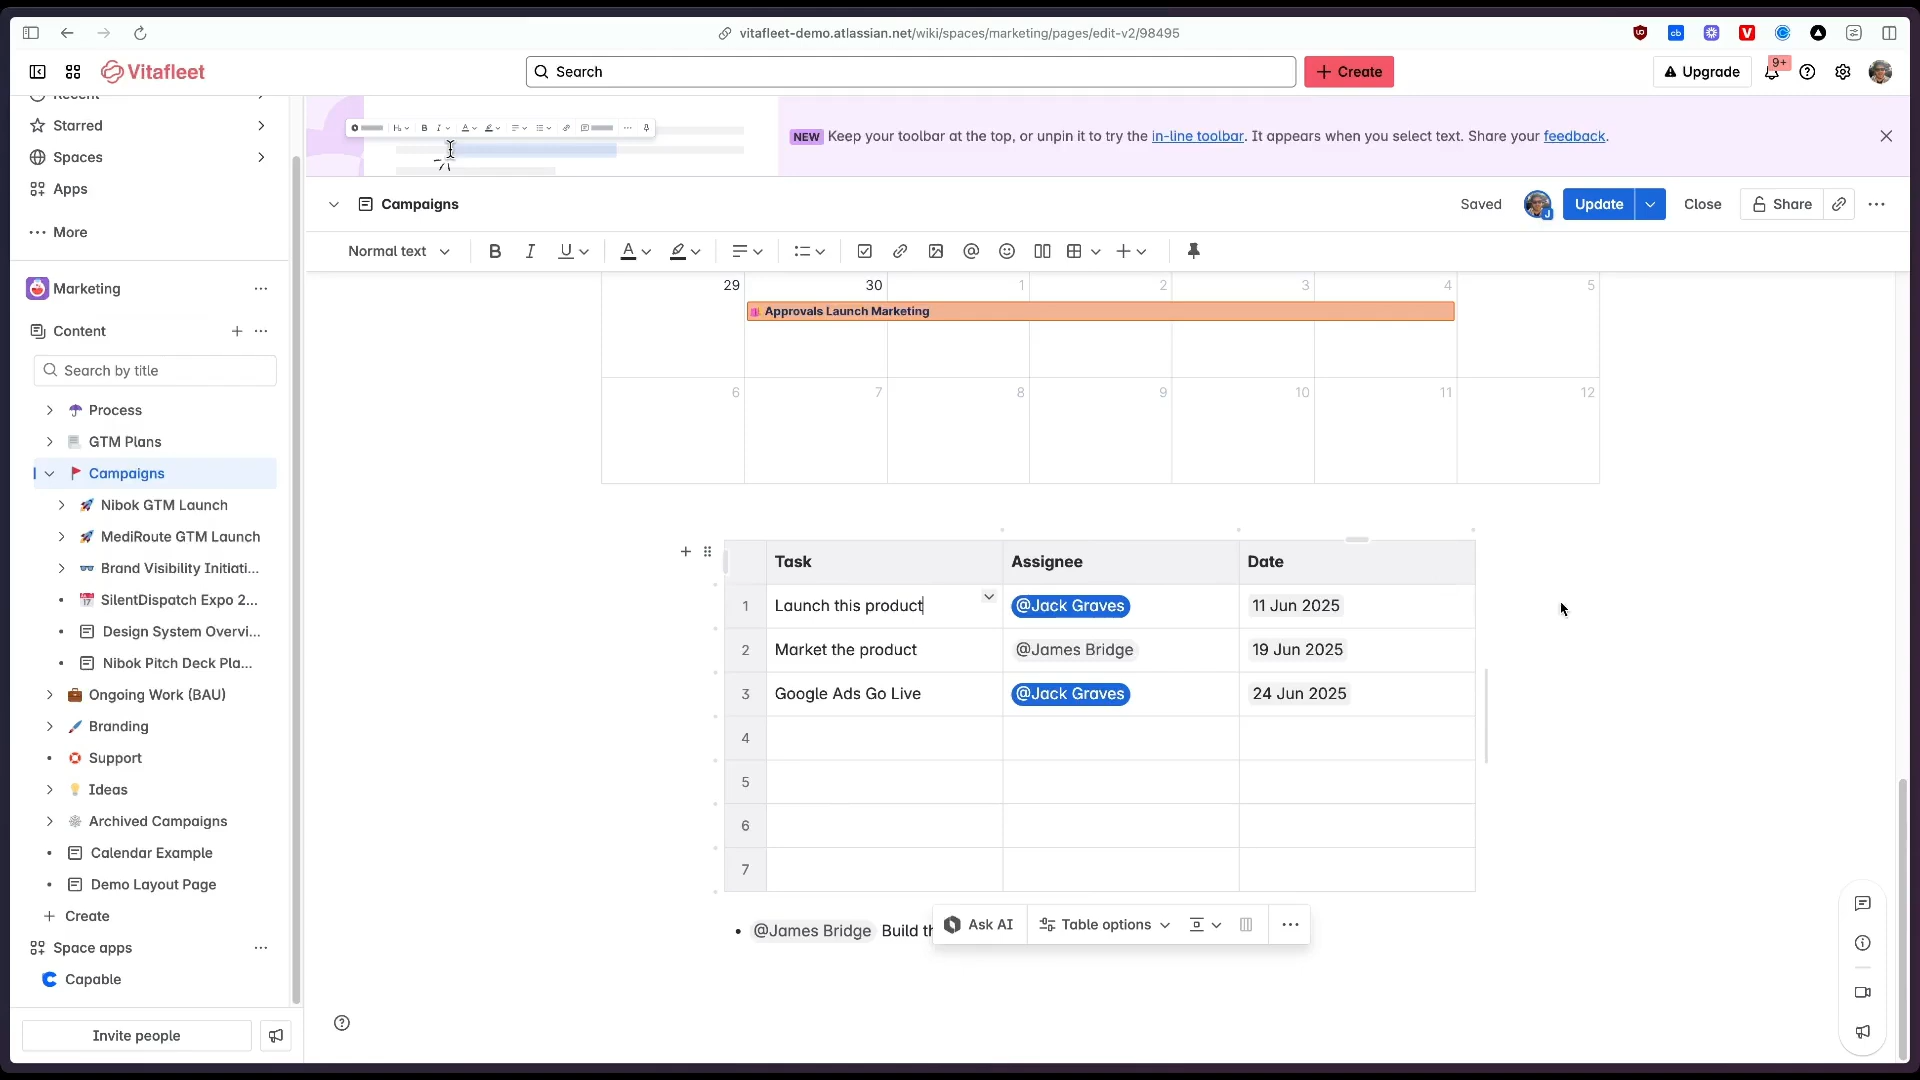 vitafleet-demo.atlassian.net/wiki/spaces/marketing/pages/edit-v2/98495
Vitafleet
Search
Create
Upgrade
9+
Recent
Starred
Spaces
Apps
More
NEW Keep your toolbar at the top, or unpin it to try the in-line toolbar. It appears when you select text. Share your feedback.
Campaigns
Saved
Update
Close
Share
Normal text
Marketing
Content
Search by title
Process
GTM Plans
Campaigns
Nibok GTM Launch
MediRoute GTM Launch
Brand Visibility Initiati...
SilentDispatch Expo 2...
Design System Overvi...
Nibok Pitch Deck Pla...
Ongoing Work (BAU)
Branding
Support
Ideas
Archived Campaigns
Calendar Example
Demo Layout Page
Create
Space apps
Capable
Invite people
29 30 1 2 3 4 5
Approvals Launch Marketing
6 7 8 9 10 11 12
Task Assignee Date
1 Launch this product @Jack Graves 11 Jun 2025
2 Market the product @James Bridge 19 Jun 2025
3 Google Ads Go Live @Jack Graves 24 Jun 2025
4
5
6
7
@James Bridge Build
Ask AI
Table options